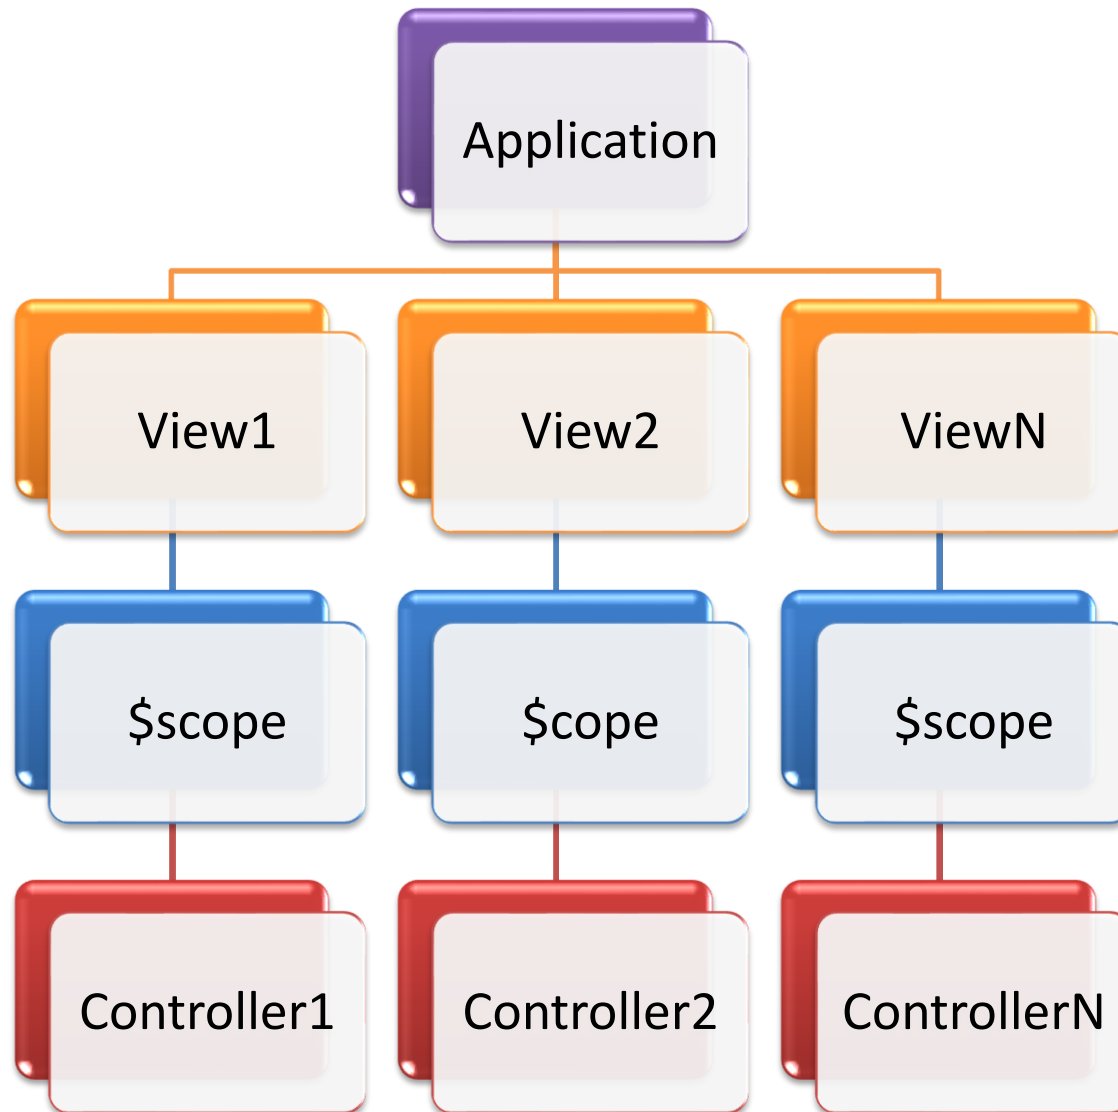 Application
View1
View2
ViewN
$scope
$cope
$scope
Controller1
Controller2
ControllerN